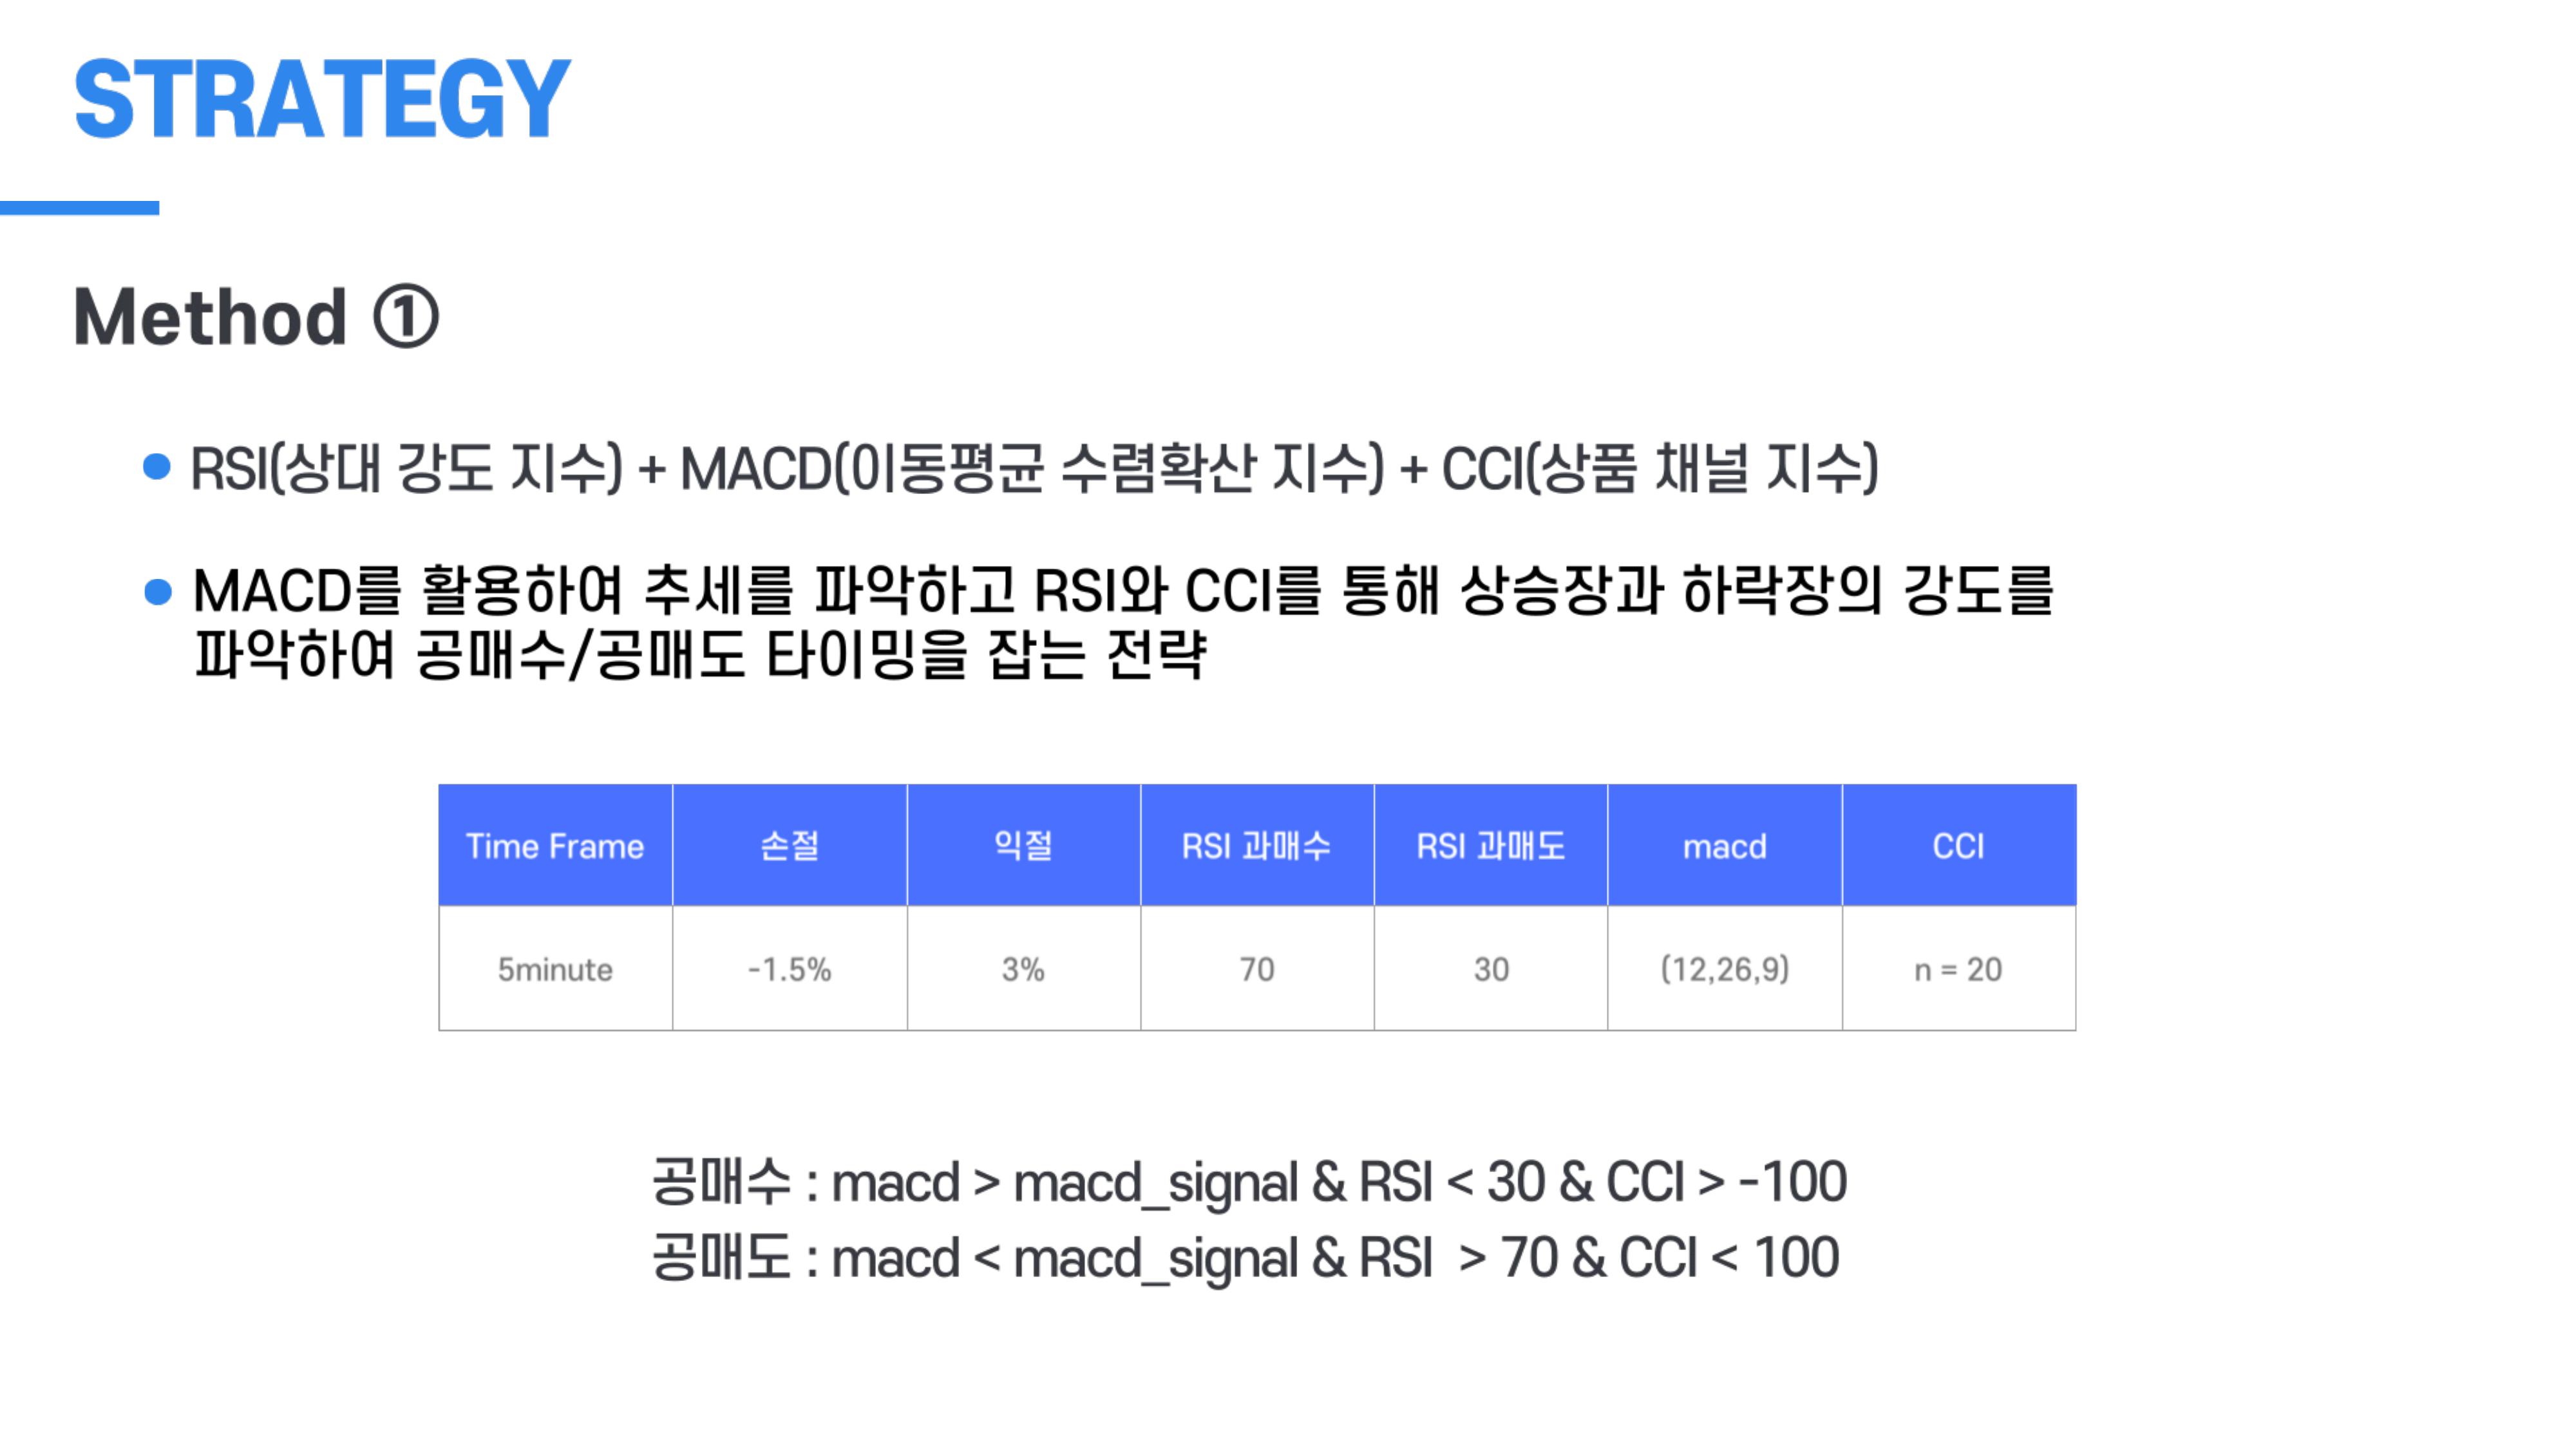 STRATEGY
Method ①
RSI(상대 강도 지수) + MACD(이동평균 수렴확산 지수) + CCI(상품 채널 지수)
MACD를 활용하여 추세를 파악하고 RSI와 CCI를 통해 상승장과 하락장의 강도를
파악하여 공매수/공매도 타이밍을 잡는 전략
Time Frame 손절 익절 RSI 과매수 RSI 과매도 macd CCI
5minute -1.5% 3% 70 30 (12,26,9) n = 20
공매수 : macd > macd_signal & RSI < 30 & CCI > -100
공매도 : macd < macd_signal & RSI > 70 & CCI < 100